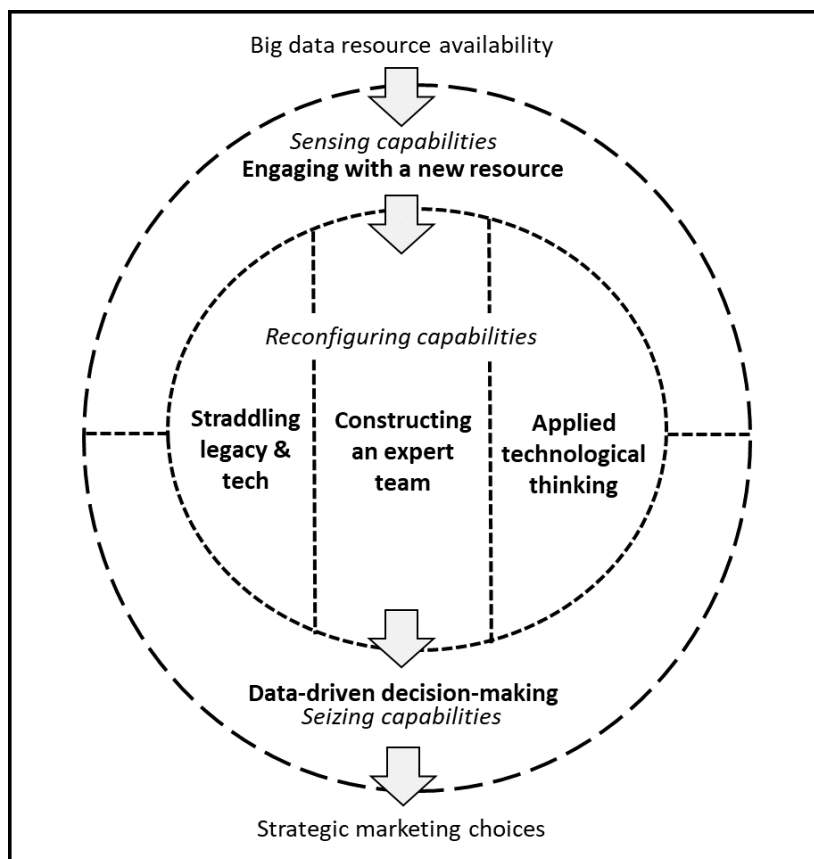 Big data resource availability
Sensing capabilities
Engaging with a new resource
Reconfiguring capabilities
Straddling
legacy &
tech
Constructing
an expert
team
Applied
technological
thinking
Data-driven decision-making
Seizing capabilities
Strategic marketing choices